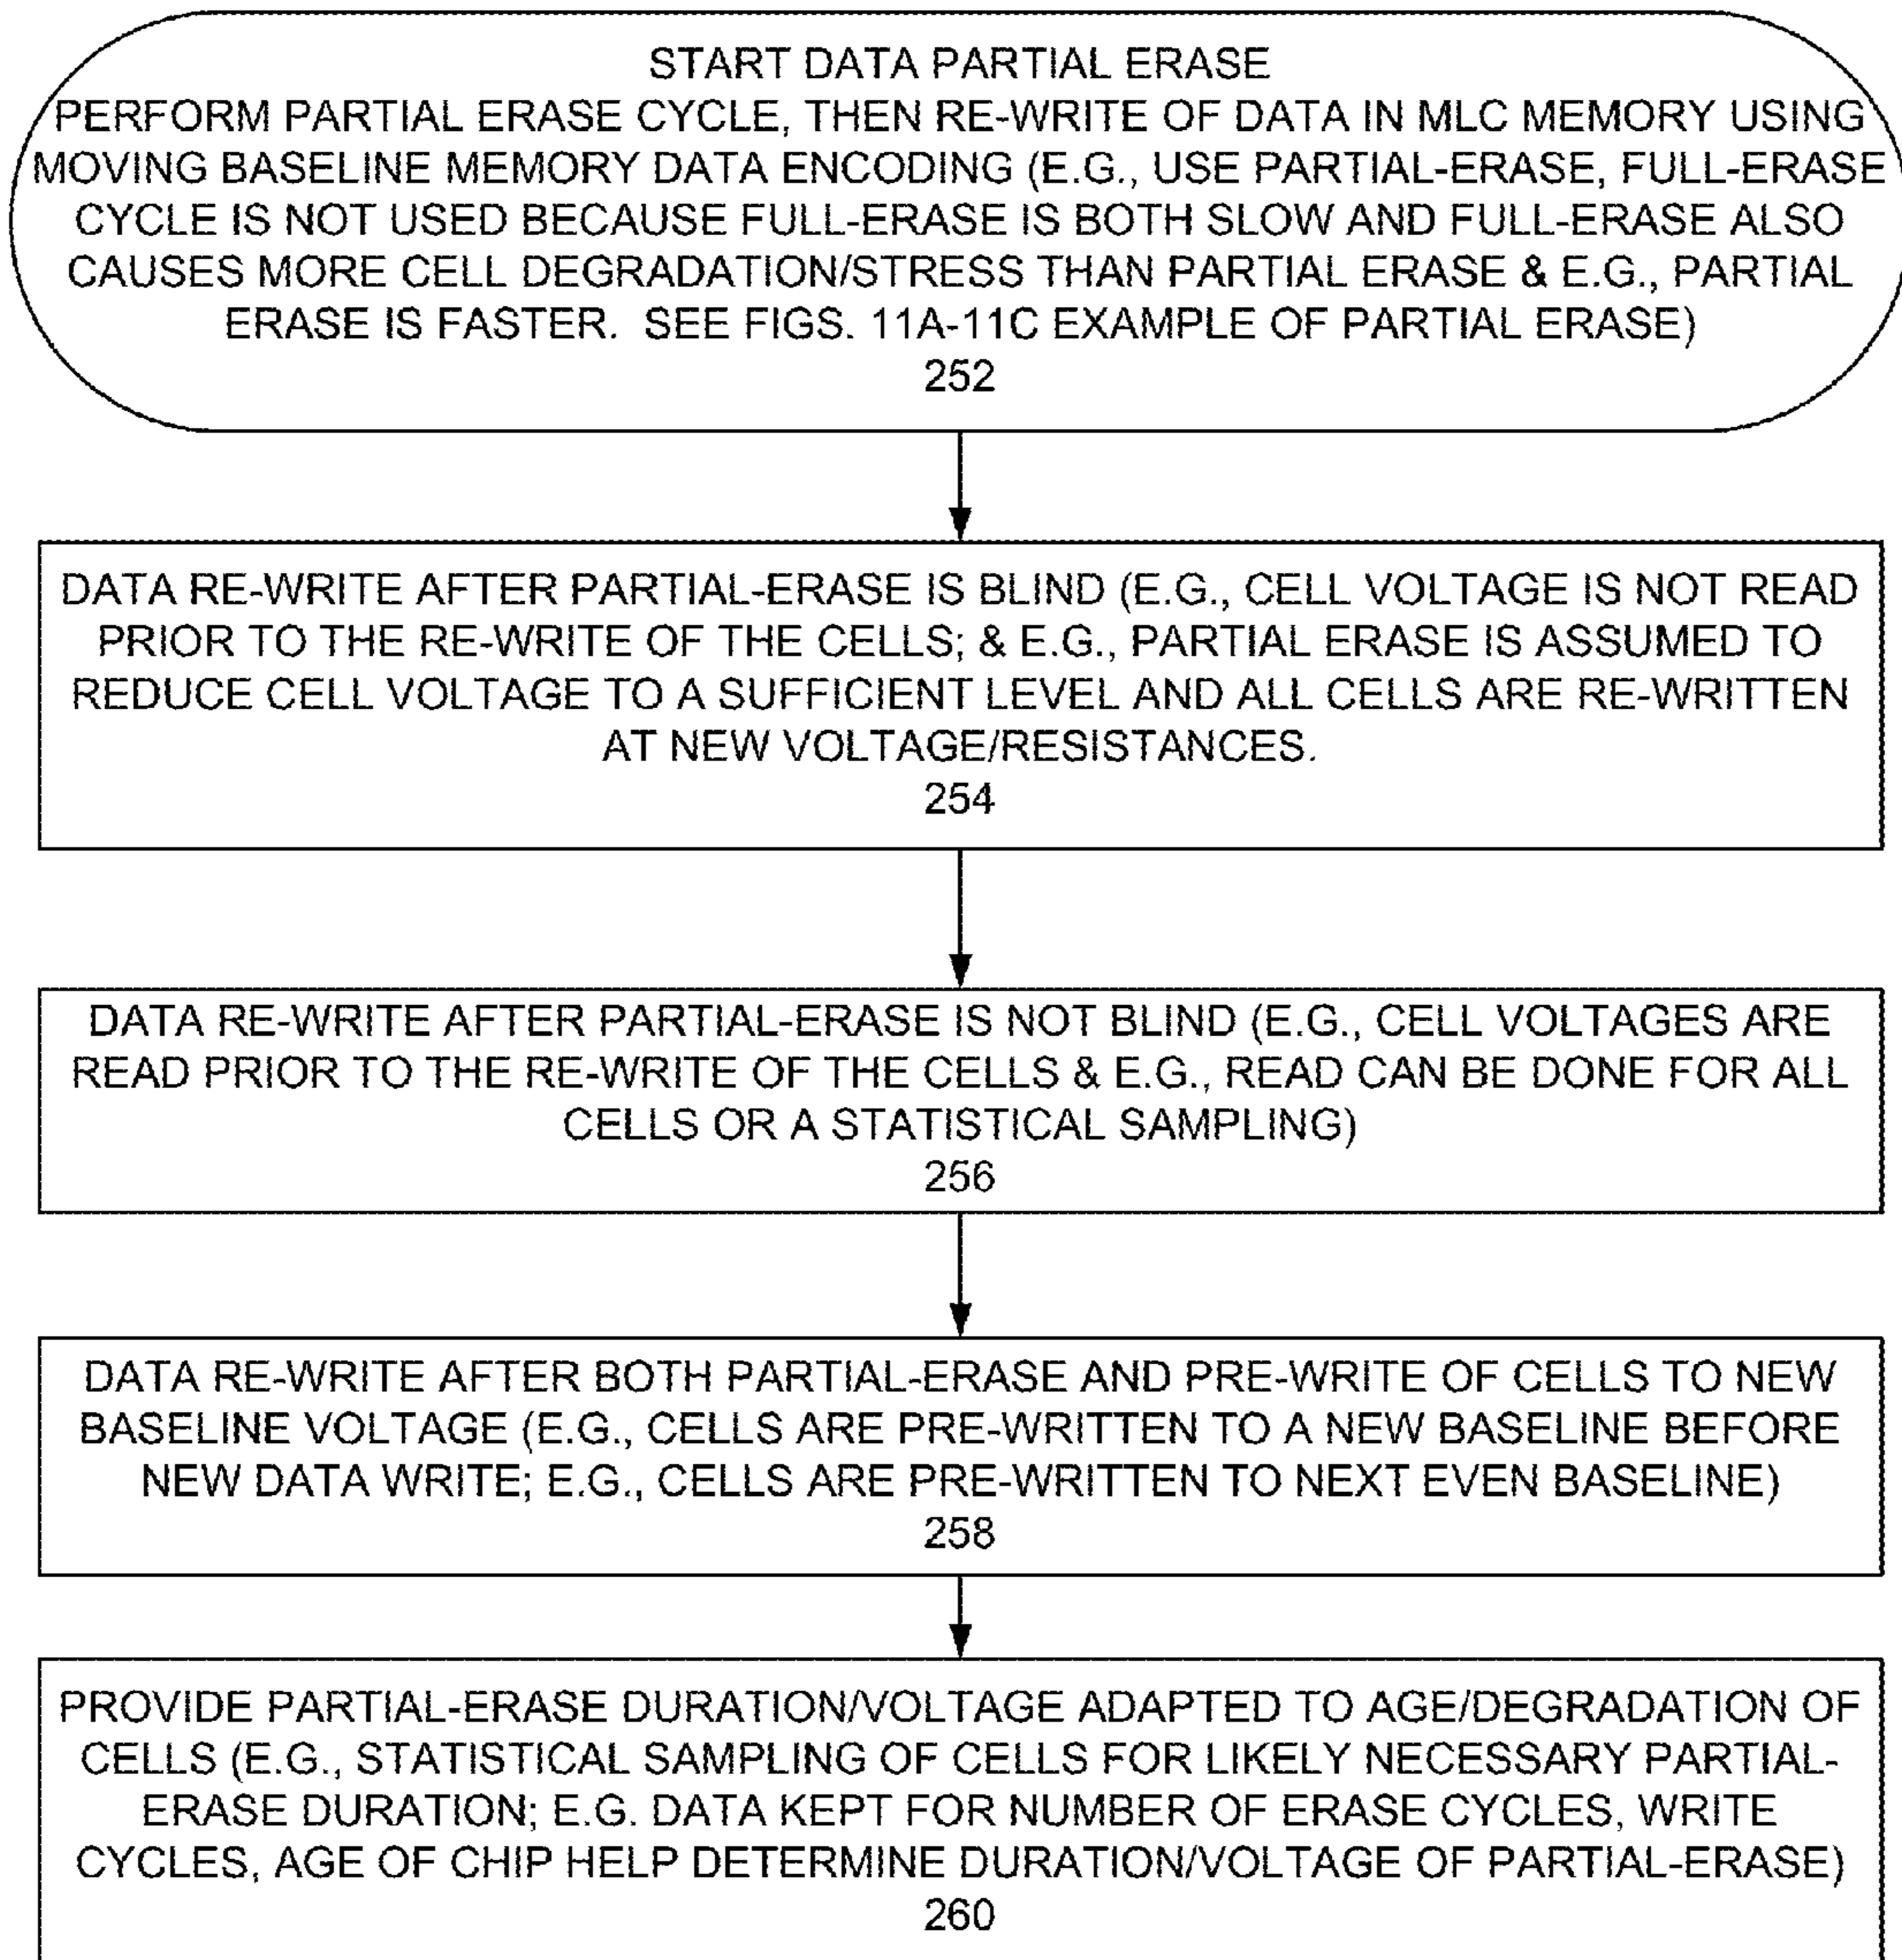 START DATA PARTIAL ERASE
PERFORM PARTIAL ERASE CYCLE, THEN RE-WRITE OF DATA IN MLC MEMORY USING
MOVING BASELINE MEMORY DATA ENCODING (E.G., USE PARTIAL-ERASE, FULL-ERASE
CYCLE IS NOT USED BECAUSE FULL-ERASE IS BOTH SLOW AND FULL-ERASE ALSO
CAUSES MORE CELL DEGRADATION/STRESS THAN PARTIAL ERASE & E.G., PARTIAL
ERASE IS FASTER. SEE FIGS. 11A-11C EXAMPLE OF PARTIAL ERASE)
252
DATA RE-WRITE AFTER PARTIAL-ERASE IS BLIND (E.G., CELL VOLTAGE IS NOT READ
PRIOR TO THE RE-WRITE OF THE CELLS; & E.G., PARTIAL ERASE IS ASSUMED TO
REDUCE CELL VOLTAGE TO A SUFFICIENT LEVEL AND ALL CELLS ARE RE-WRITTEN
AT NEW VOLTAGE/RESISTANCES.
254
DATA RE-WRITE AFTER PARTIAL-ERASE IS NOT BLIND (E.G., CELL VOLTAGES ARE
READ PRIOR TO THE RE-WRITE OF THE CELLS & E.G., READ CAN BE DONE FOR ALL
CELLS OR A STATISTICAL SAMPLING)
256
DATA RE-WRITE AFTER BOTH PARTIAL-ERASE AND PRE-WRITE OF CELLS TO NEW
BASELINE VOLTAGE (E.G., CELLS ARE PRE-WRITTEN TO A NEW BASELINE BEFORE
NEW DATA WRITE; E.G., CELLS ARE PRE-WRITTEN TO NEXT EVEN BASELINE)
258
PROVIDE PARTIAL-ERASE DURATION/VOLTAGE ADAPTED TO AGE/DEGRADATION OF
CELLS (E.G., STATISTICAL SAMPLING OF CELLS FOR LIKELY NECESSARY PARTIAL-
ERASE DURATION; E.G. DATA KEPT FOR NUMBER OF ERASE CYCLES, WRITE
CYCLES, AGE OF CHIP HELP DETERMINE DURATION/VOLTAGE OF PARTIAL-ERASE)
260